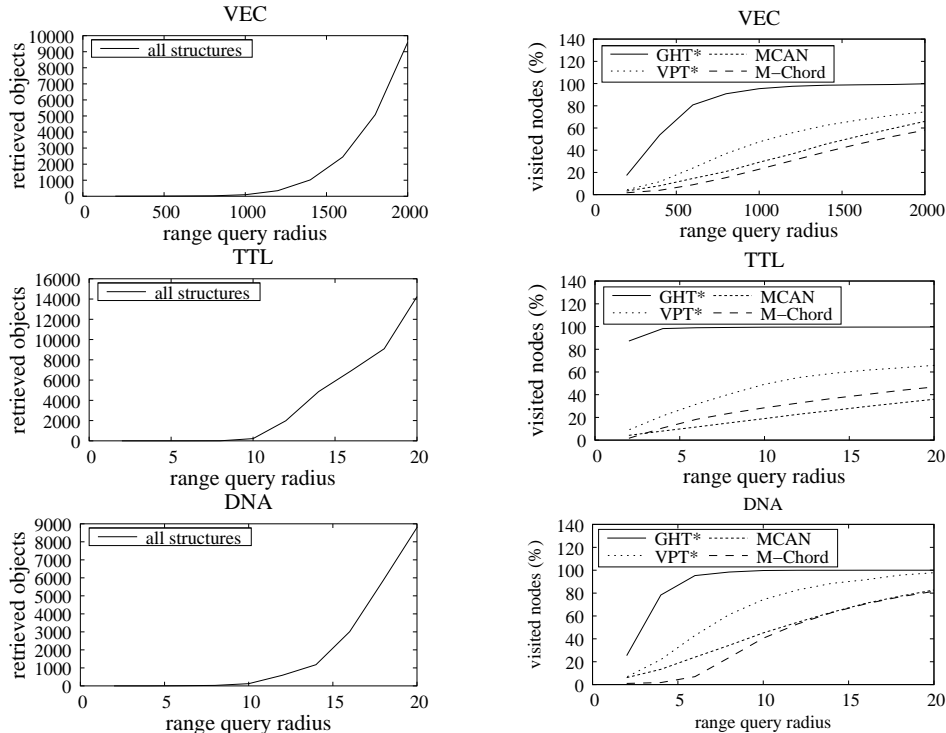 VEC
retrieved objects
10000
9000
8000
7000
6000
5000
4000
3000
2000
1000
0
all structures
0 500 1000 1500 2000
range query radius
VEC
visited nodes (%)
140
120
100
80
60
40
20
0
GHT* MCAN
VPT* M−Chord
0 500 1000 1500 2000
range query radius
TTL
retrieved objects
16000
14000
12000
10000
8000
6000
4000
2000
0
all structures
0 5 10 15 20
range query radius
TTL
visited nodes (%)
140
120
100
80
60
40
20
0
GHT* MCAN
VPT* M−Chord
0 5 10 15 20
range query radius
DNA
retrieved objects
9000
8000
7000
6000
5000
4000
3000
2000
1000
0
all structures
0 5 10 15 20
range query radius
DNA
visited nodes (%)
140
120
100
80
60
40
20
0
GHT* MCAN
VPT* M−Chord
0 5 10 15 20
range query radius